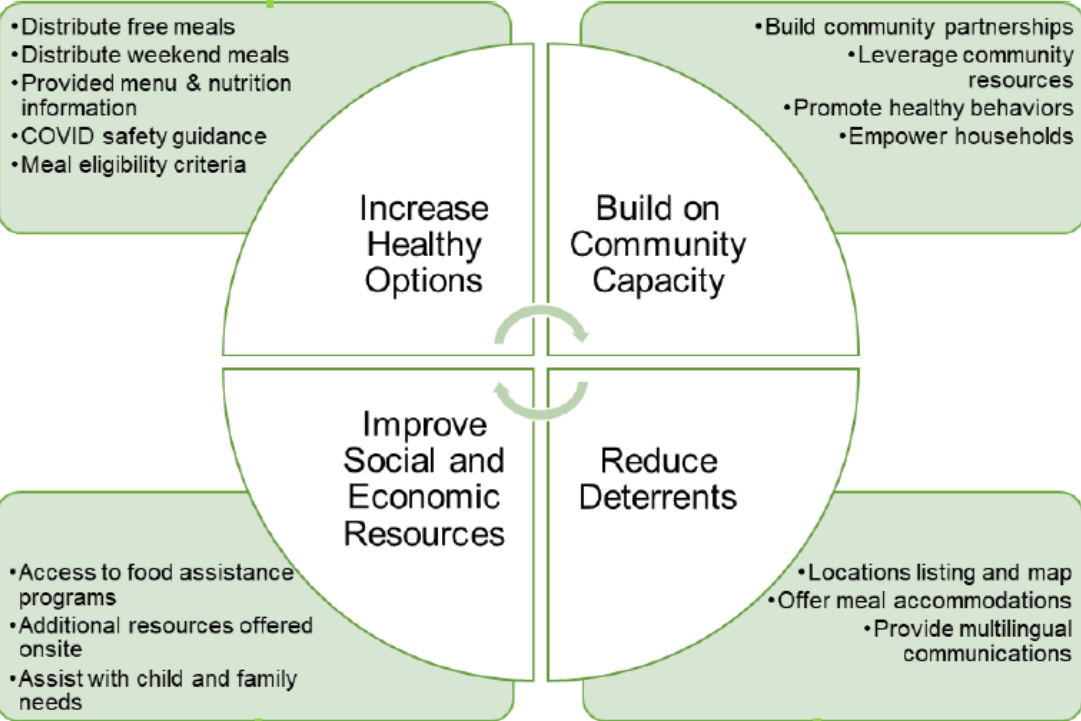 •Distribute free meals
•Distribute weekend meals
•Provided menu & nutrition
information
•COVID safety guidance
•Meal eligibility criteria
•Build community partnerships
•Leverage community
resources
•Promote healthy behaviors
•Empower households
Increase
Healthy
Options
Build on
Community
Capacity
Improve
Social and
Economic
Resources
Reduce
Deterrents
•Access to food assistance
programs
•Additional resources offered
onsite
•Assist with child and family
needs
•Locations listing and map
•Offer meal accommodations
•Provide multilingual
communications